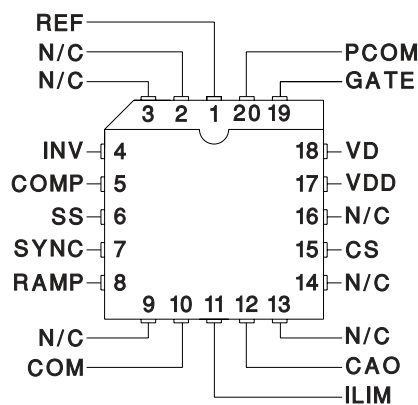 REF
N/C
PCOM
N/C
GATE
3 2 1 20 19
INV 4 18 VD
COMP 5 17 VDD
SS 6 16 N/C
SYNC 7 15 CS
RAMP 8 14 N/C
9 10 11 12 13
N/C N/C
COM CAO
ILIM